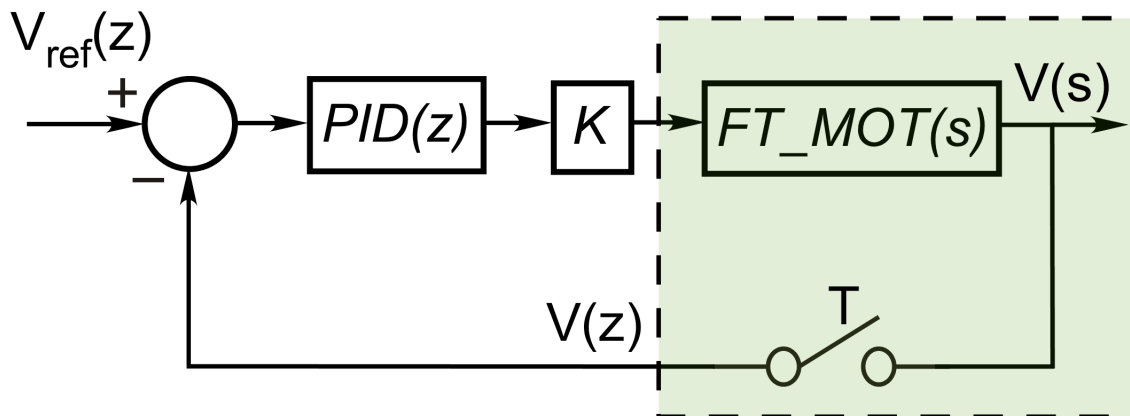 V_ref(z)
+
−
PID(z)
K
FT_MOT(s)
V(s)
V(z)
T